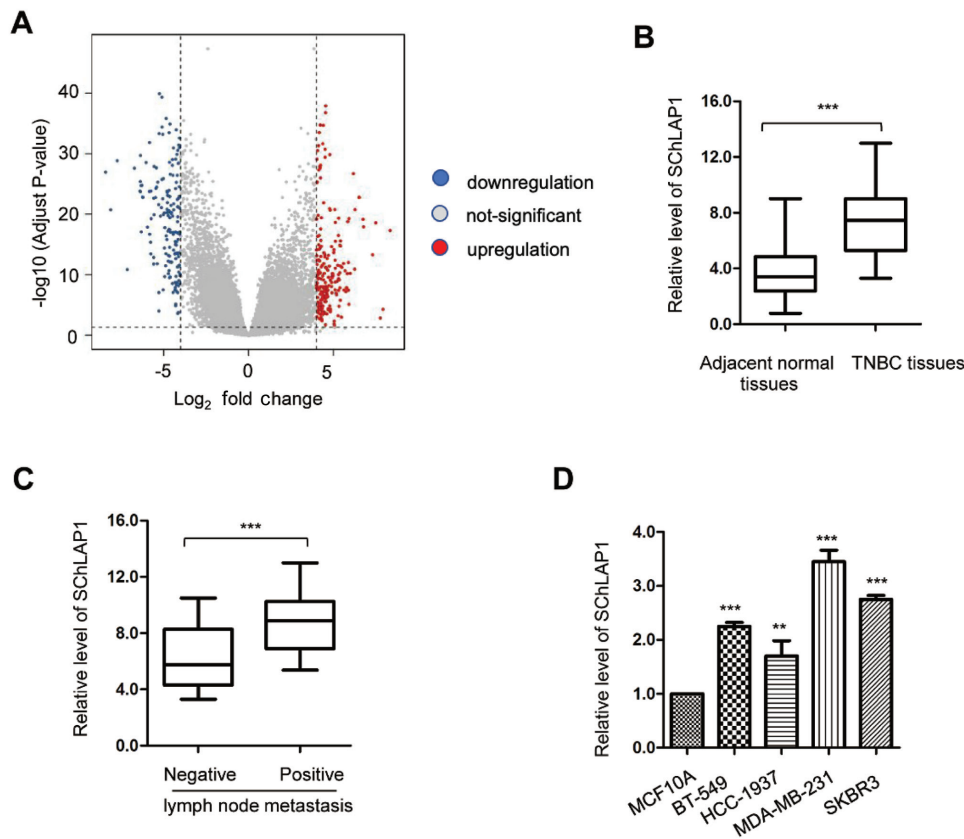 A
-log10 (Adjust P-value)
40
30
20
10
0
-5
0
5
Log2 fold change
downregulation
not-significant
upregulation
B
Relative level of SChLAP1
16.0
12.0
8.0
4.0
0.0
***
Adjacent normal
tissues
TNBC tissues
C
Relative level of SChLAP1
16.0
12.0
8.0
4.0
0.0
***
Negative
Positive
lymph node metastasis
D
Relative level of SChLAP1
4.0
3.0
2.0
1.0
0.0
***
**
***
***
MCF10A
BT-549
HCC-1937
MDA-MB-231
SKBR3